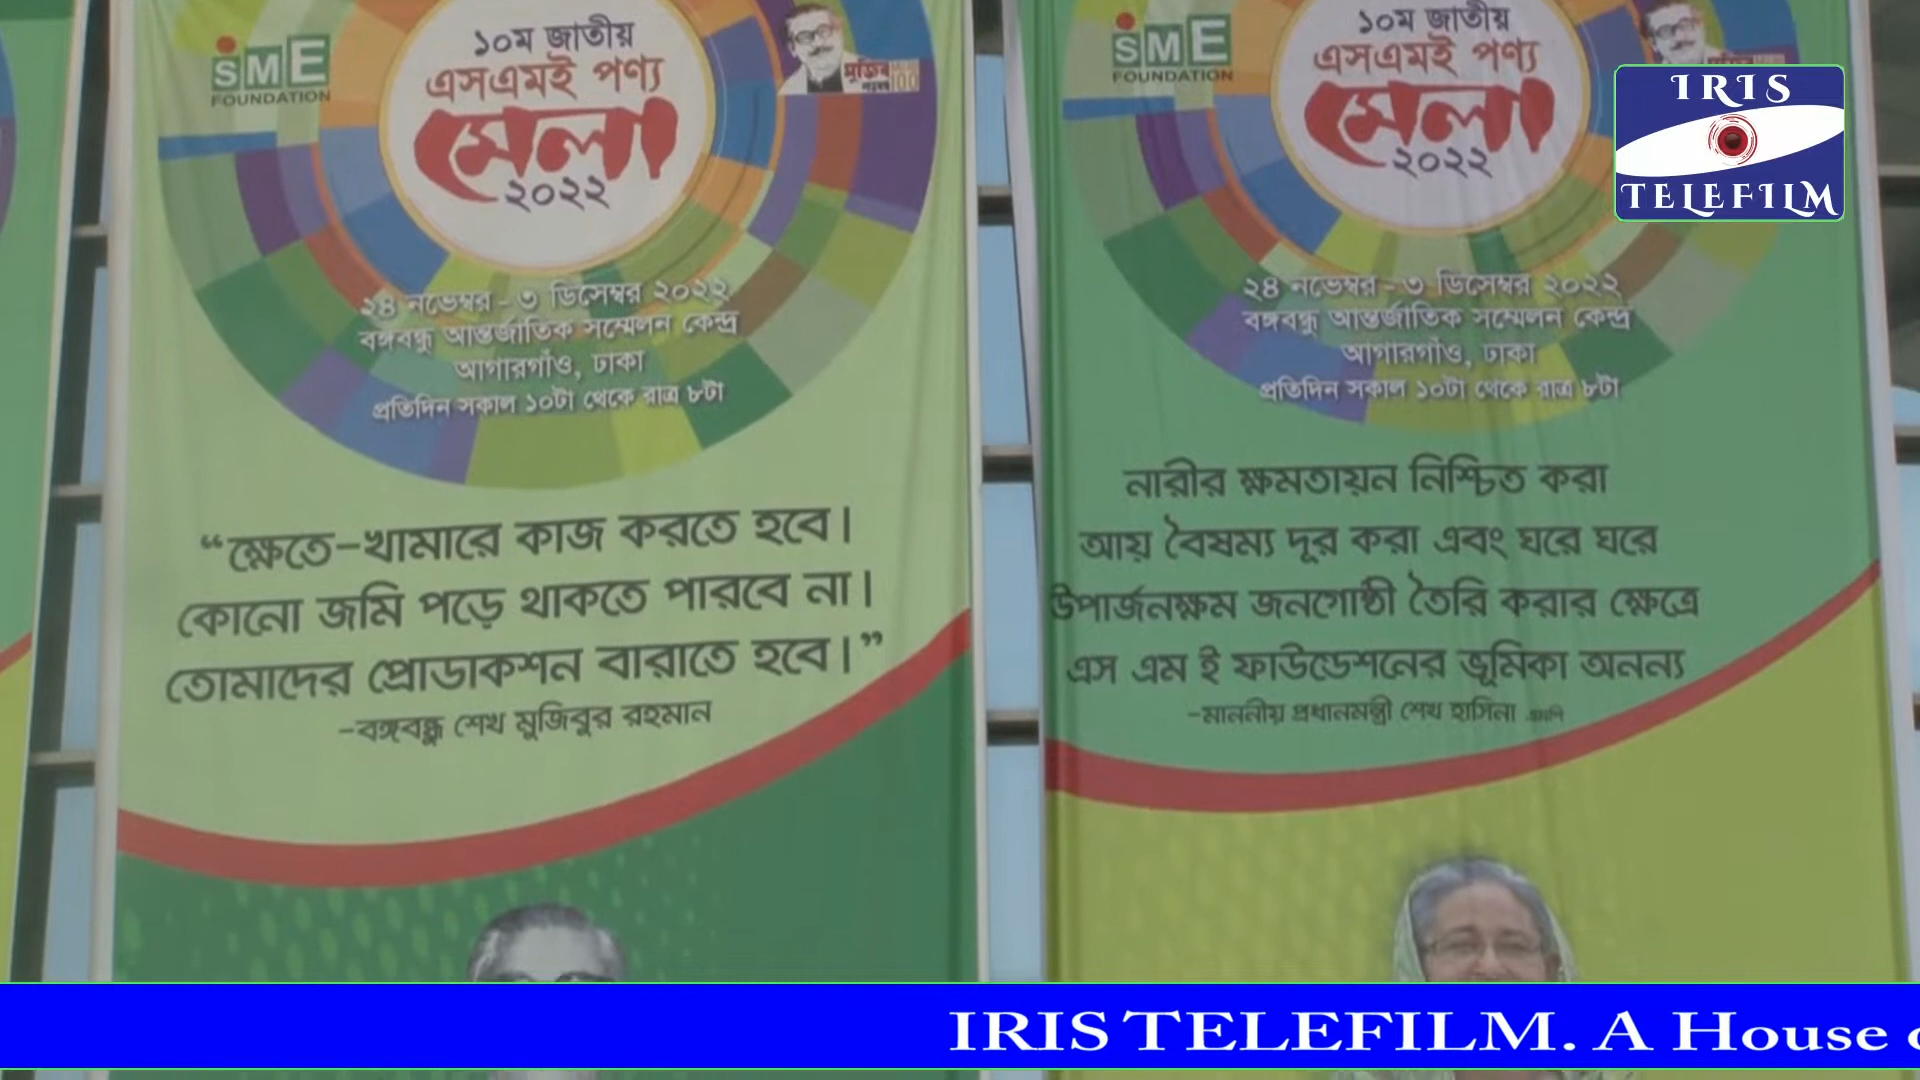 SME
FOUNDATION
১০ম জাতীয়
এসএমই পণ্য
মেলা
২০২২
মুজিব
শতবর্ষ 100
২৪ নভেম্বর - ৩ ডিসেম্বর ২০২২
বঙ্গবন্ধু আন্তর্জাতিক সম্মেলন কেন্দ্র
আগারগাঁও, ঢাকা
প্রতিদিন সকাল ১০টা থেকে রাত্র ৮টা
“ক্ষেতে-খামারে কাজ করতে হবে।
কোনো জমি পড়ে থাকতে পারবে না।
তোমাদের প্রোডাকশন বারাতে হবে।”
-বঙ্গবন্ধু শেখ মুজিবুর রহমান
SME
FOUNDATION
১০ম জাতীয়
এসএমই পণ্য
মেলা
২০২২
২৪ নভেম্বর - ৩ ডিসেম্বর ২০২২
বঙ্গবন্ধু আন্তর্জাতিক সম্মেলন কেন্দ্র
আগারগাঁও, ঢাকা
প্রতিদিন সকাল ১০টা থেকে রাত্র ৮টা
নারীর ক্ষমতায়ন নিশ্চিত করা
আয় বৈষম্য দূর করা এবং ঘরে ঘরে
উপার্জনক্ষম জনগোষ্ঠী তৈরি করার ক্ষেত্রে
এস এম ই ফাউন্ডেশনের ভূমিকা অনন্য
-মাননীয় প্রধানমন্ত্রী শেখ হাসিনা
IRIS
TELEFILM
IRIS TELEFILM. A House